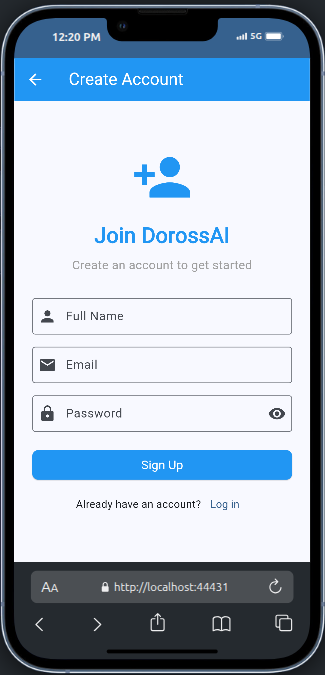 12:20 PM
5G
Create Account
Join DorossAI
Create an account to get started
Full Name
Email
Password
Sign Up
Already have an account? Log in
AA
http://localhost:44431